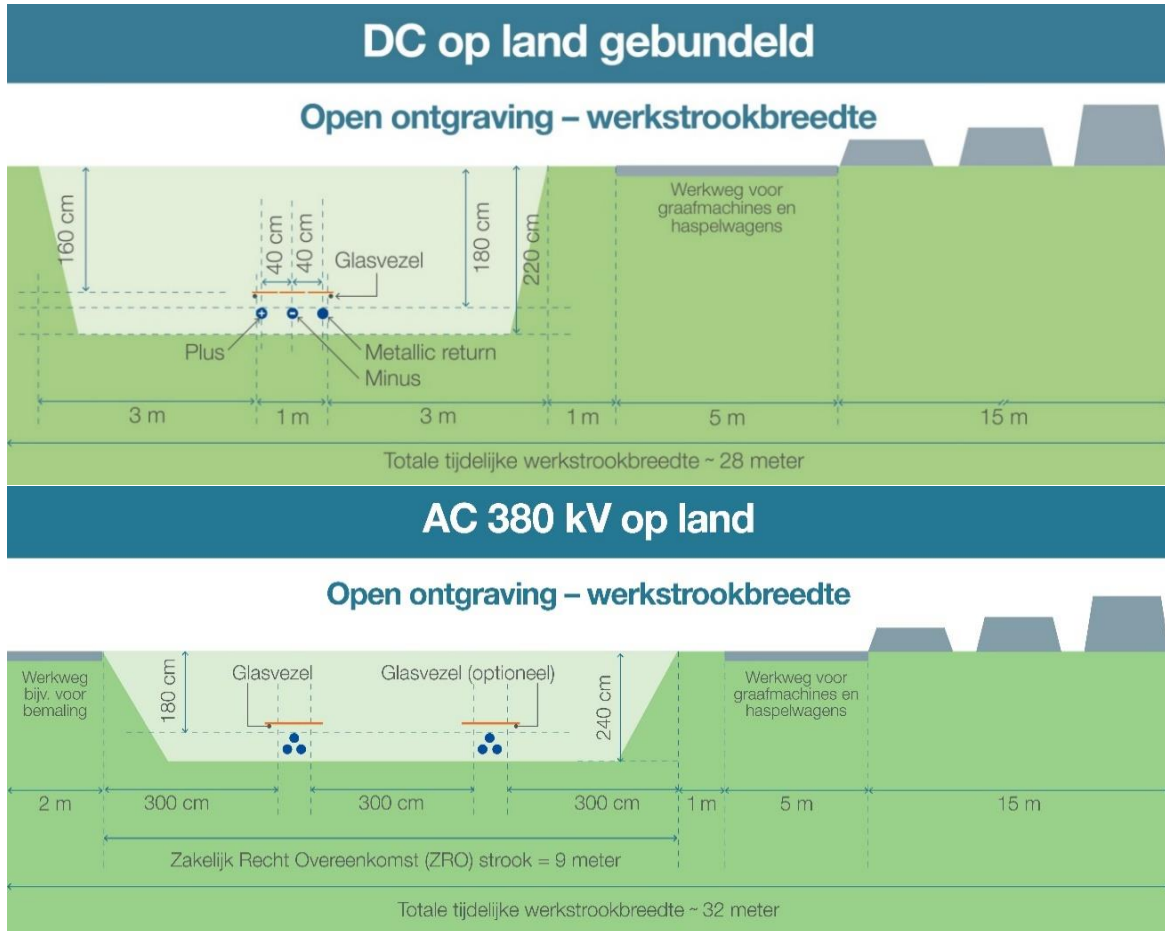 DC op land gebundeld
Open ontgraving – werkstrookbreedte
160 cm
40 cm
40 cm
180 cm
220 cm
Glasvezel
Werkweg voor
graafmachines en
haspelwagens
Plus
Metallic return
Minus
3 m
1 m
3 m
1 m
5 m
15 m
Totale tijdelijke werkstrookbreedte ~ 28 meter
AC 380 kV op land
Open ontgraving – werkstrookbreedte
Werkweg
bijv. voor
bemaling
180 cm
Glasvezel
Glasvezel (optioneel)
240 cm
Werkweg voor
graafmachines en
haspelwagens
2 m
300 cm
300 cm
300 cm
1 m
5 m
15 m
Zakelijk Recht Overeenkomst (ZRO) strook = 9 meter
Totale tijdelijke werkstrookbreedte ~ 32 meter